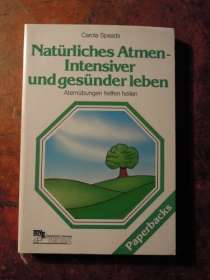 Carola Speads
Natürliches Atmen-
Intensiver
und gesünder leben
Atemübungen helfen heilen
Paperbacks